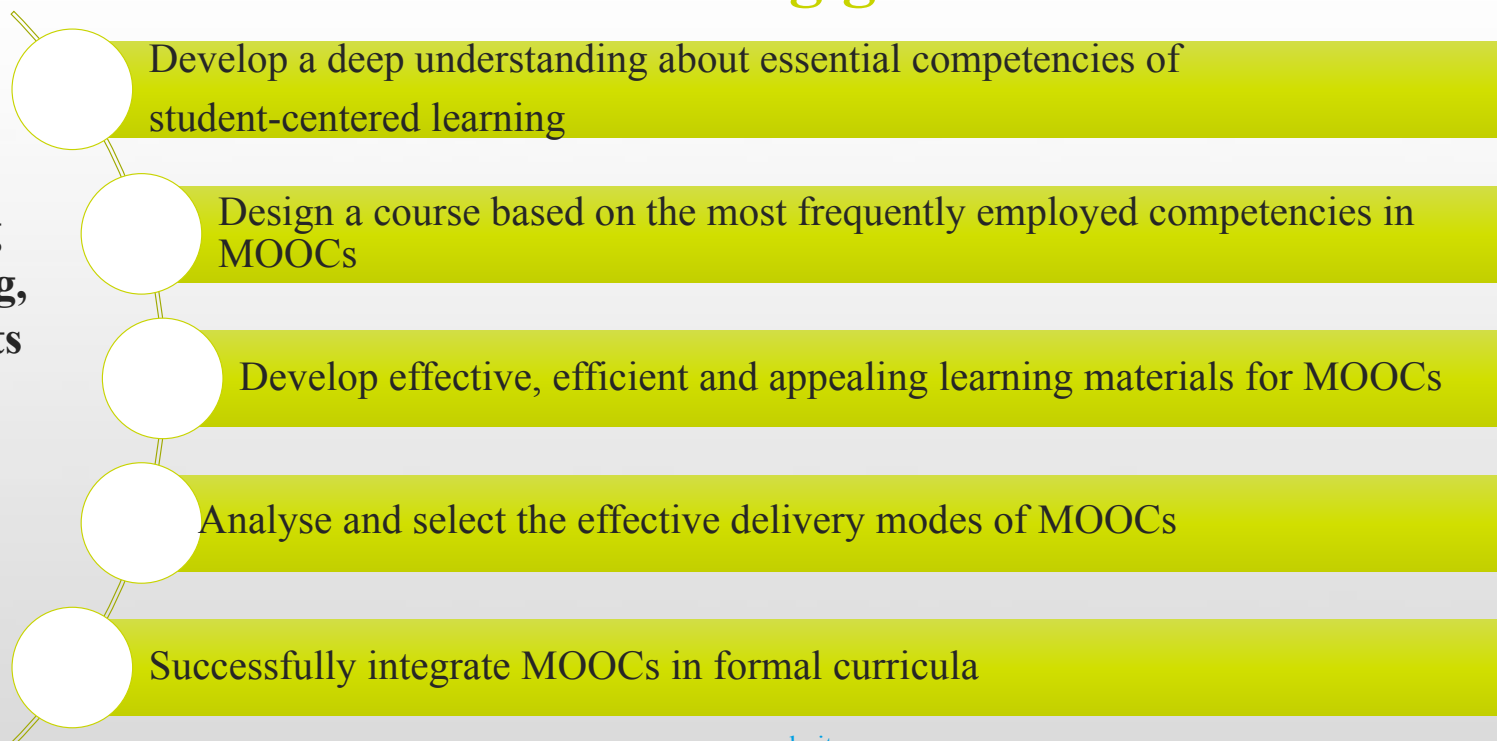 Develop a deep understanding about essential competencies of
student-centered learning
Design a course based on the most frequently employed competencies in
MOOCs
Develop effective, efficient and appealing learning materials for MOOCs
Analyse and select the effective delivery modes of MOOCs
Successfully integrate MOOCs in formal curricula